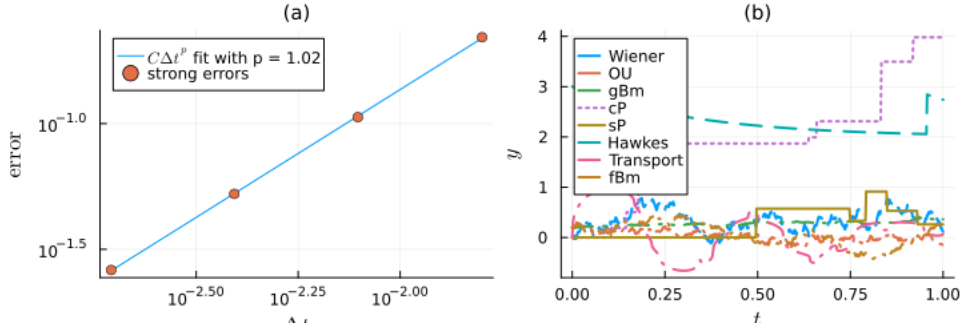 (a)
CΔt^p fit with p = 1.02
strong errors
error
10^−1.0
10^−1.5
10^−2.50
10^−2.25
10^−2.00
(b)
Wiener
OU
gBm
cP
sP
Hawkes
Transport
fBm
y
4
3
2
1
0
0.00
0.25
0.50
0.75
1.00
t